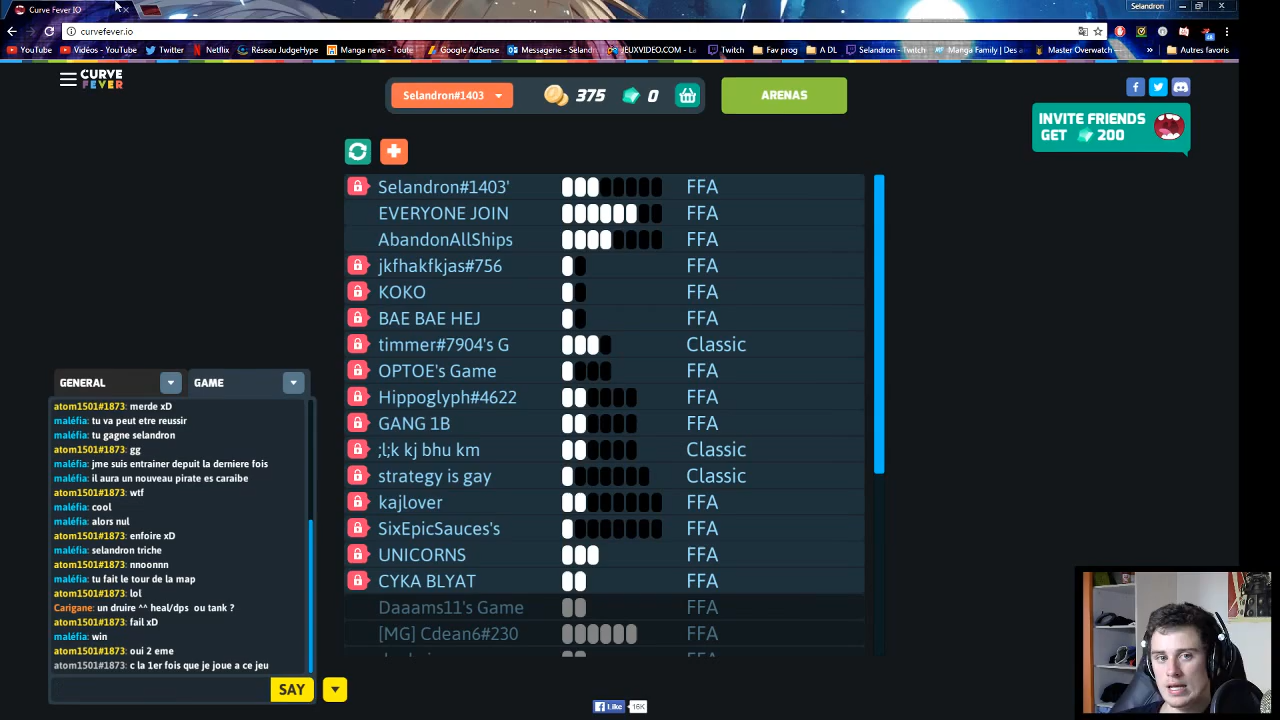 Curve Fever IO
Selandron
curvefever.io
YouTube Vidéos - YouTube Twitter Netflix Réseau JudgeHype Manga news - Toute Google AdSense Messagerie - Selandr JEUXVIDEO.COM - La Twitch Fav prog A DL Selandron - Twitch Manga Family | Des a Master Overwatch — Autres favoris
CURVE
FEVER
Selandron#1403 375 0 ARENAS
INVITE FRIENDS
GET 200
Selandron#1403' FFA
EVERYONE JOIN FFA
AbandonAllShips FFA
jkfhakfkjas#756 FFA
KOKO FFA
BAE BAE HEJ FFA
timmer#7904's G Classic
OPTOE's Game FFA
Hippoglyph#4622 FFA
GANG 1B FFA
;l;k kj bhu km Classic
strategy is gay Classic
kajlover FFA
SixEpicSauces's FFA
UNICORNS FFA
CYKA BLYAT FFA
Daaams11's Game FFA
[MG] Cdean6#230 FFA
GENERAL GAME
atom1501#1873: merde xD
maléfia: tu va peut etre reussir
maléfia: tu gagne selandron
atom1501#1873: gg
maléfia: jme suis entrainer depuit la derniere fois
maléfia: il aura un nouveau pirate es caraibe
atom1501#1873: wtf
maléfia: cool
maléfia: alors nul
atom1501#1873: enfoire xD
maléfia: selandron triche
atom1501#1873: nnoonnn
maléfia: tu fait le tour de la map
atom1501#1873: lol
Carigane: un druire ^^ heal/dps ou tank ?
atom1501#1873: fail xD
maléfia: win
atom1501#1873: oui 2 eme
atom1501#1873: c la 1er fois que je joue a ce jeu
SAY
Like 16K